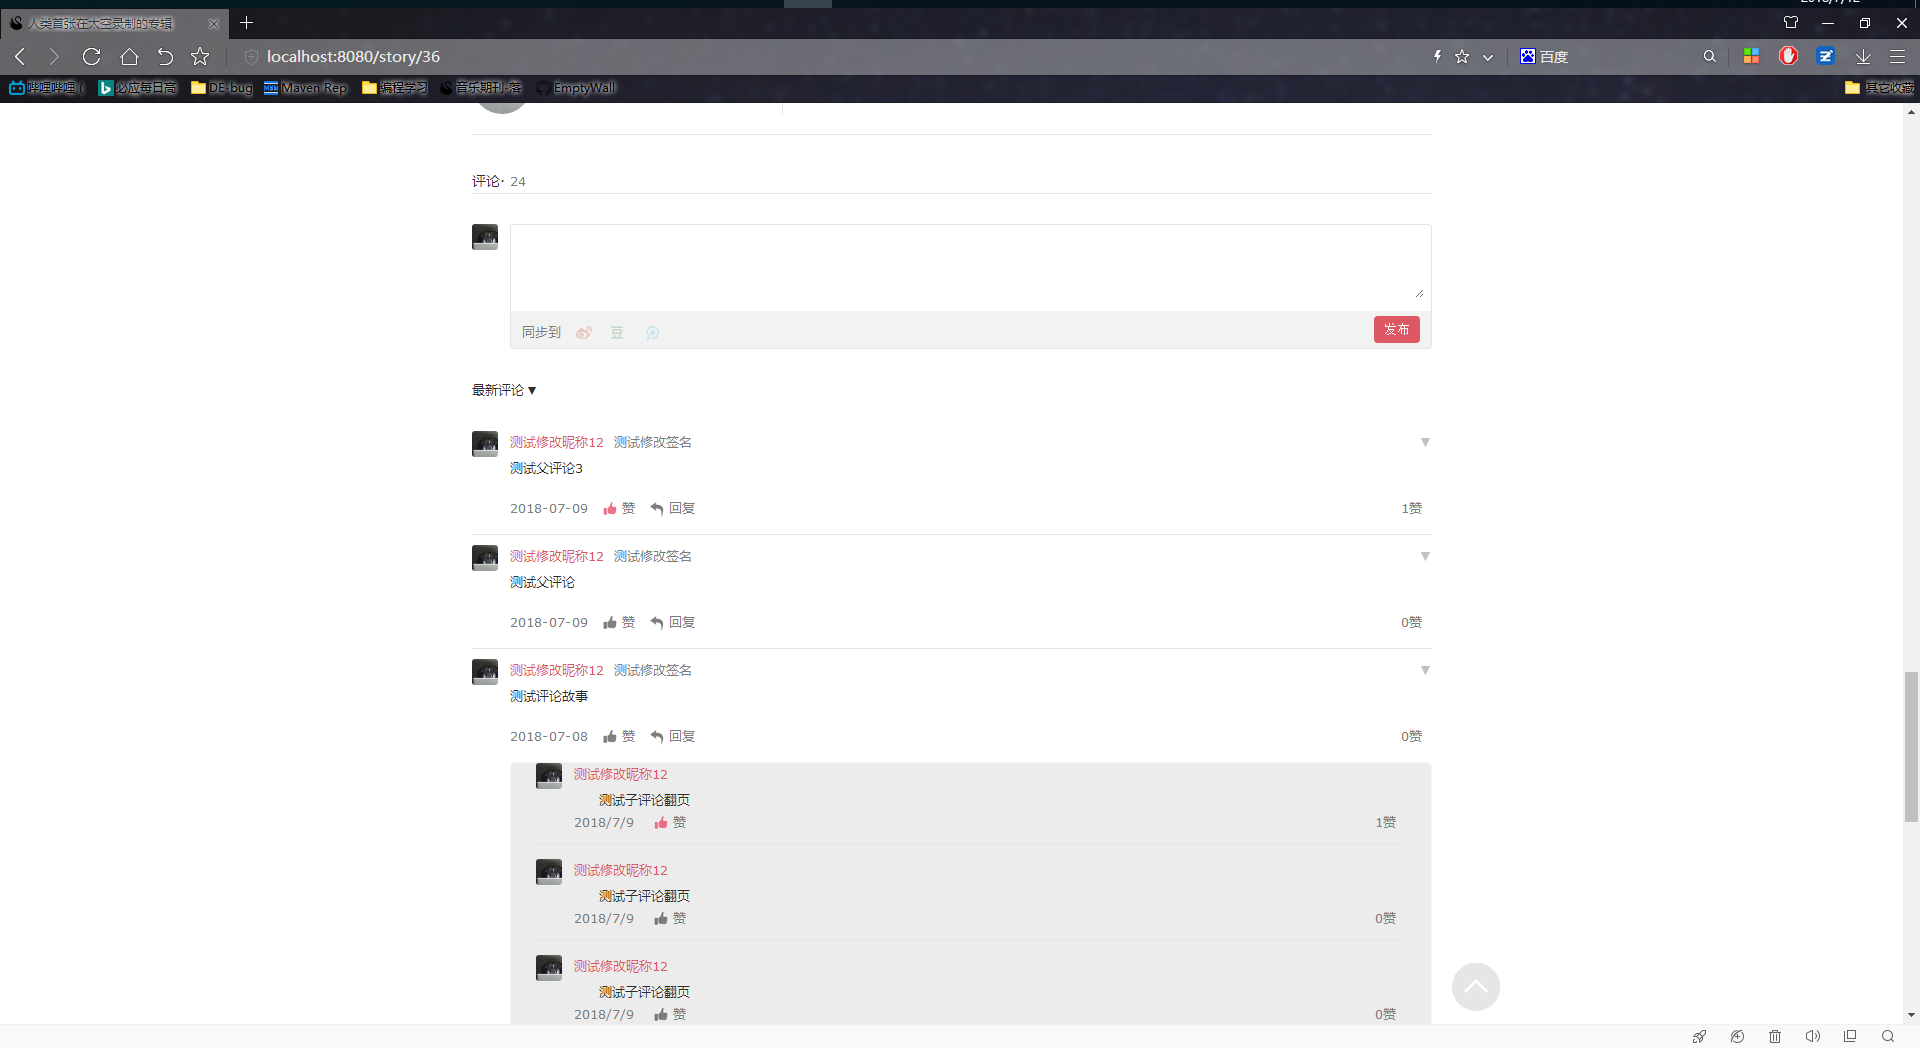 人类首张在太空录制的专辑
localhost:8080/story/36
百度
哔哩哔哩 (
必应每日高
DE-bug
Maven Rep
编程学习
音乐期刊-落
EmptyWall
其它收藏
评论· 24
同步到
豆
发布
最新评论▼
测试修改昵称12 测试修改签名 ▼
测试父评论3
2018-07-09 赞 回复 1赞
测试修改昵称12 测试修改签名 ▼
测试父评论
2018-07-09 赞 回复 0赞
测试修改昵称12 测试修改签名 ▼
测试评论故事
2018-07-08 赞 回复 0赞
测试修改昵称12
测试子评论翻页
2018/7/9 赞 1赞
测试修改昵称12
测试子评论翻页
2018/7/9 赞 0赞
测试修改昵称12
测试子评论翻页
2018/7/9 赞 0赞